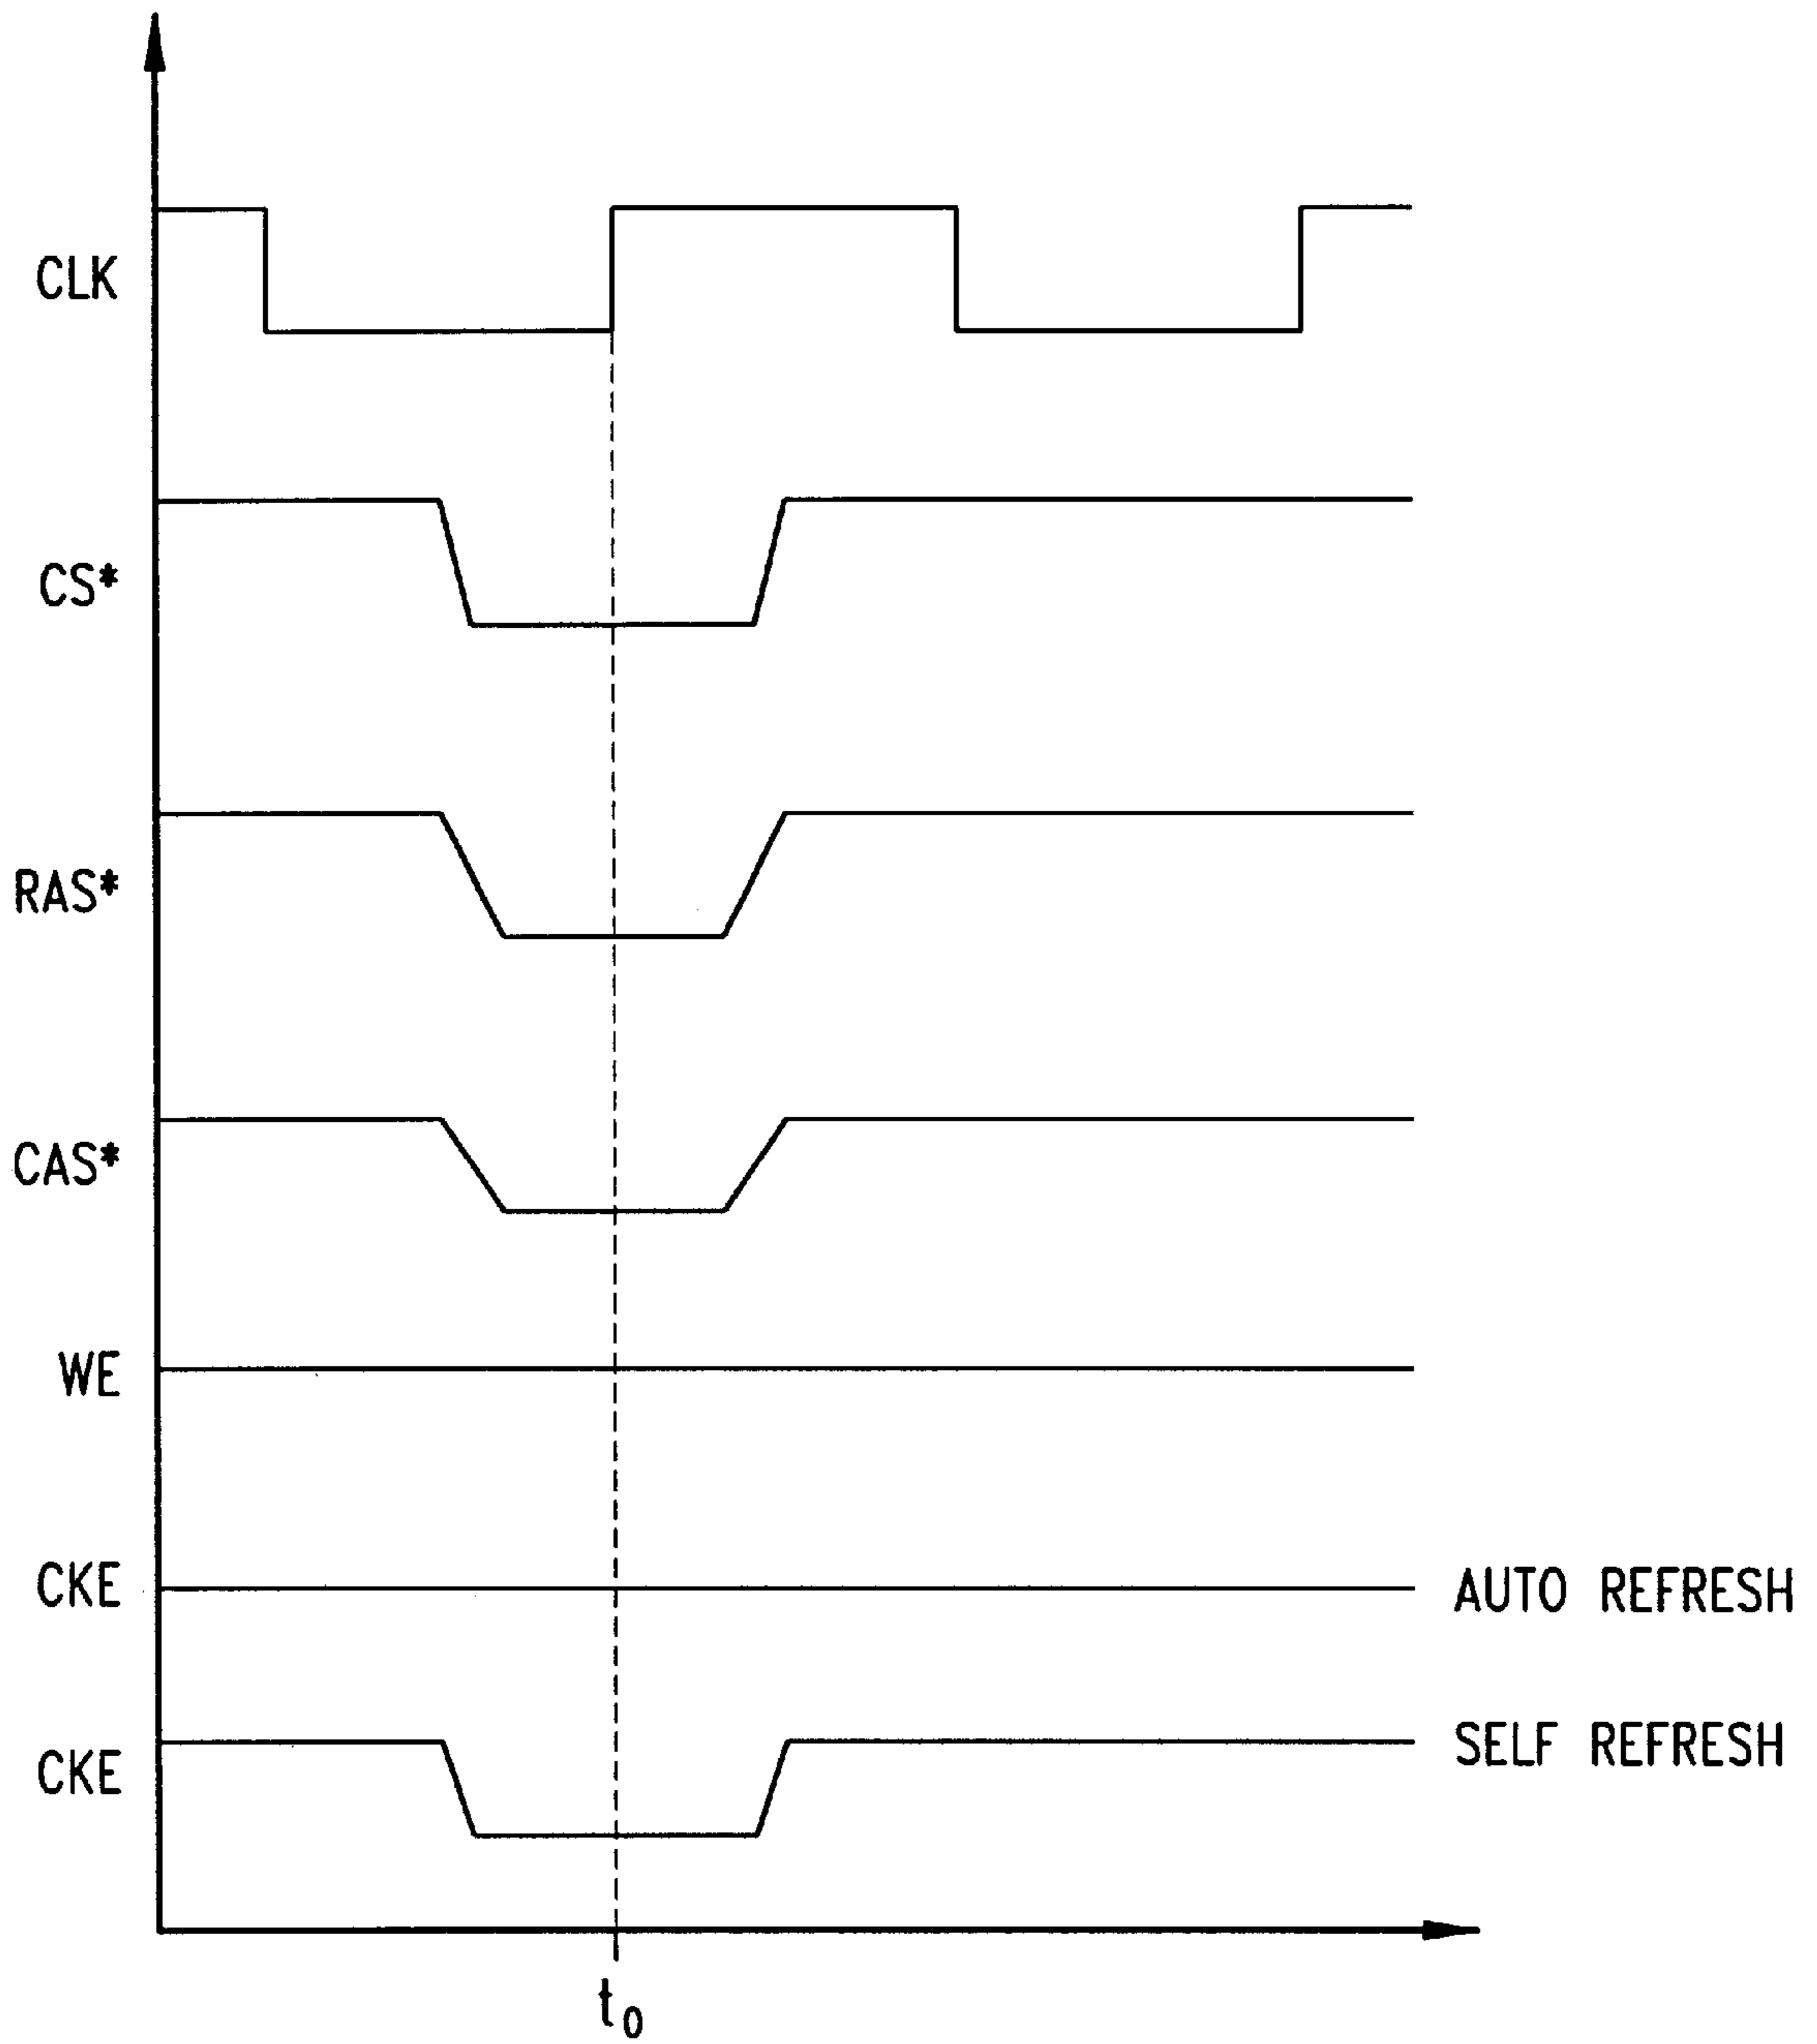 CLK
CS*
RAS*
CAS*
WE
CKE AUTO REFRESH
CKE SELF REFRESH
t0